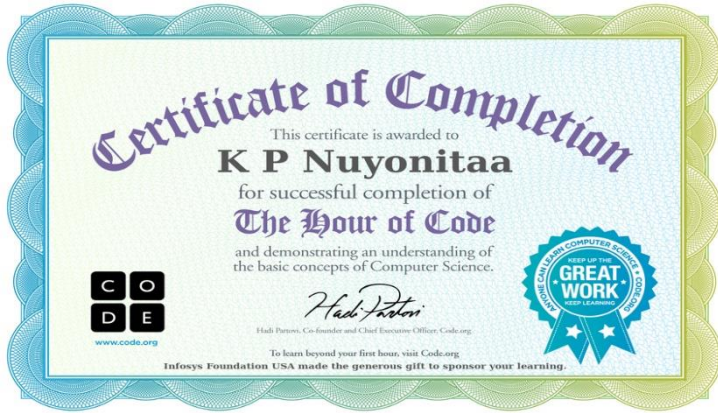 Certificate of Completion
This certificate is awarded to
K P Nuyonitaa
for successful completion of
The Hour of Code
and demonstrating an understanding of
the basic concepts of Computer Science.
C O
D E
www.code.org
Hadi Partovi
Hadi Partovi, Co-founder and Chief Executive Officer, Code.org
ANYONE CAN LEARN COMPUTER SCIENCE • CODE.ORG
KEEP UP THE
GREAT
WORK
KEEP LEARNING
To learn beyond your first hour, visit Code.org
Infosys Foundation USA made the generous gift to sponsor your learning.